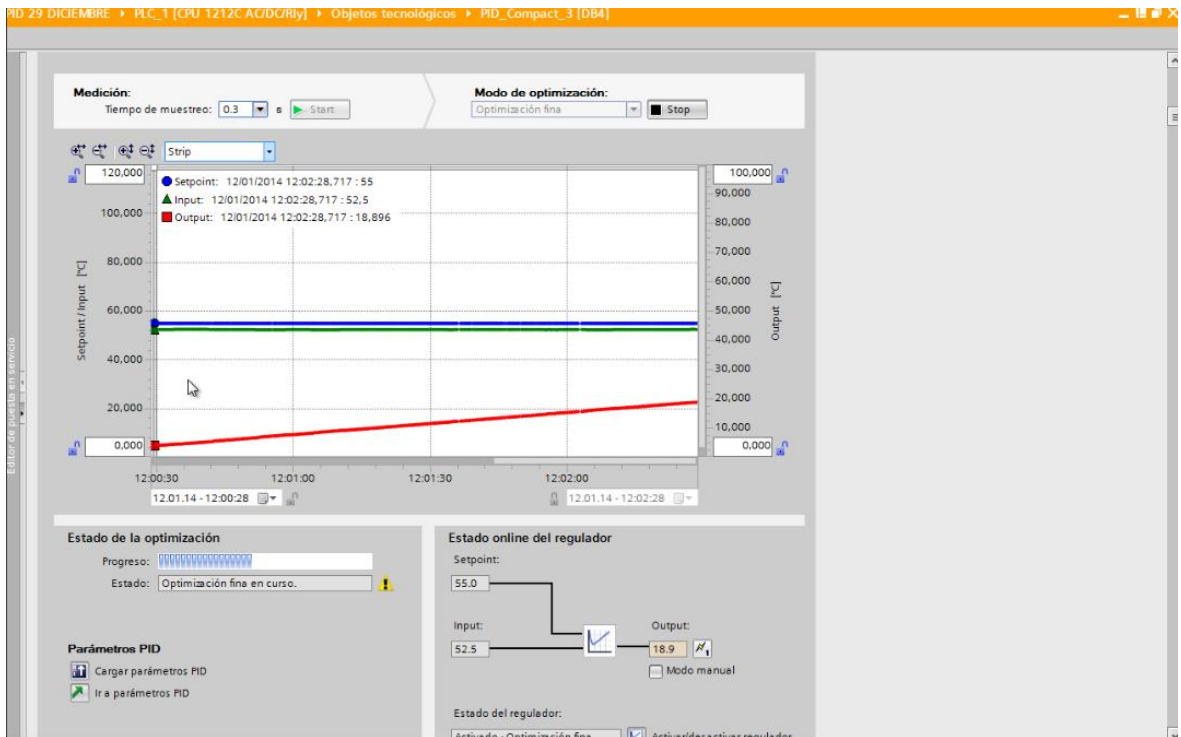 PID 29 DICIEMBRE ▸ PLC_1 [CPU 1212C AC/DC/Rly] ▸ Objetos tecnológicos ▸ PID_Compact_3 [DB4]
Medición:
Tiempo de muestreo: 0.3 s Start
Modo de optimización:
Optimización fina Stop
Strip
120,000
100,000
80,000
60,000
40,000
20,000
0,000
Setpoint / Input [°C]
Setpoint: 12/01/2014 12:02:28,717 : 55
Input: 12/01/2014 12:02:28,717 : 52,5
Output: 12/01/2014 12:02:28,717 : 18,896
100,000
90,000
80,000
70,000
60,000
50,000
40,000
30,000
20,000
10,000
0,000
Output [°C]
12:00:30 12:01:00 12:01:30 12:02:00
12.01.14 - 12:00:28 12.01.14 - 12:02:28
Editor de puesta en servicio
Estado de la optimización
Progreso:
Estado: Optimización fina en curso.
Parámetros PID
Cargar parámetros PID
Ir a parámetros PID
Estado online del regulador
Setpoint:
55.0
Input: Output:
52.5 18.9
Modo manual
Estado del regulador:
Activado - Optimización fina Activar/desactivar regulador